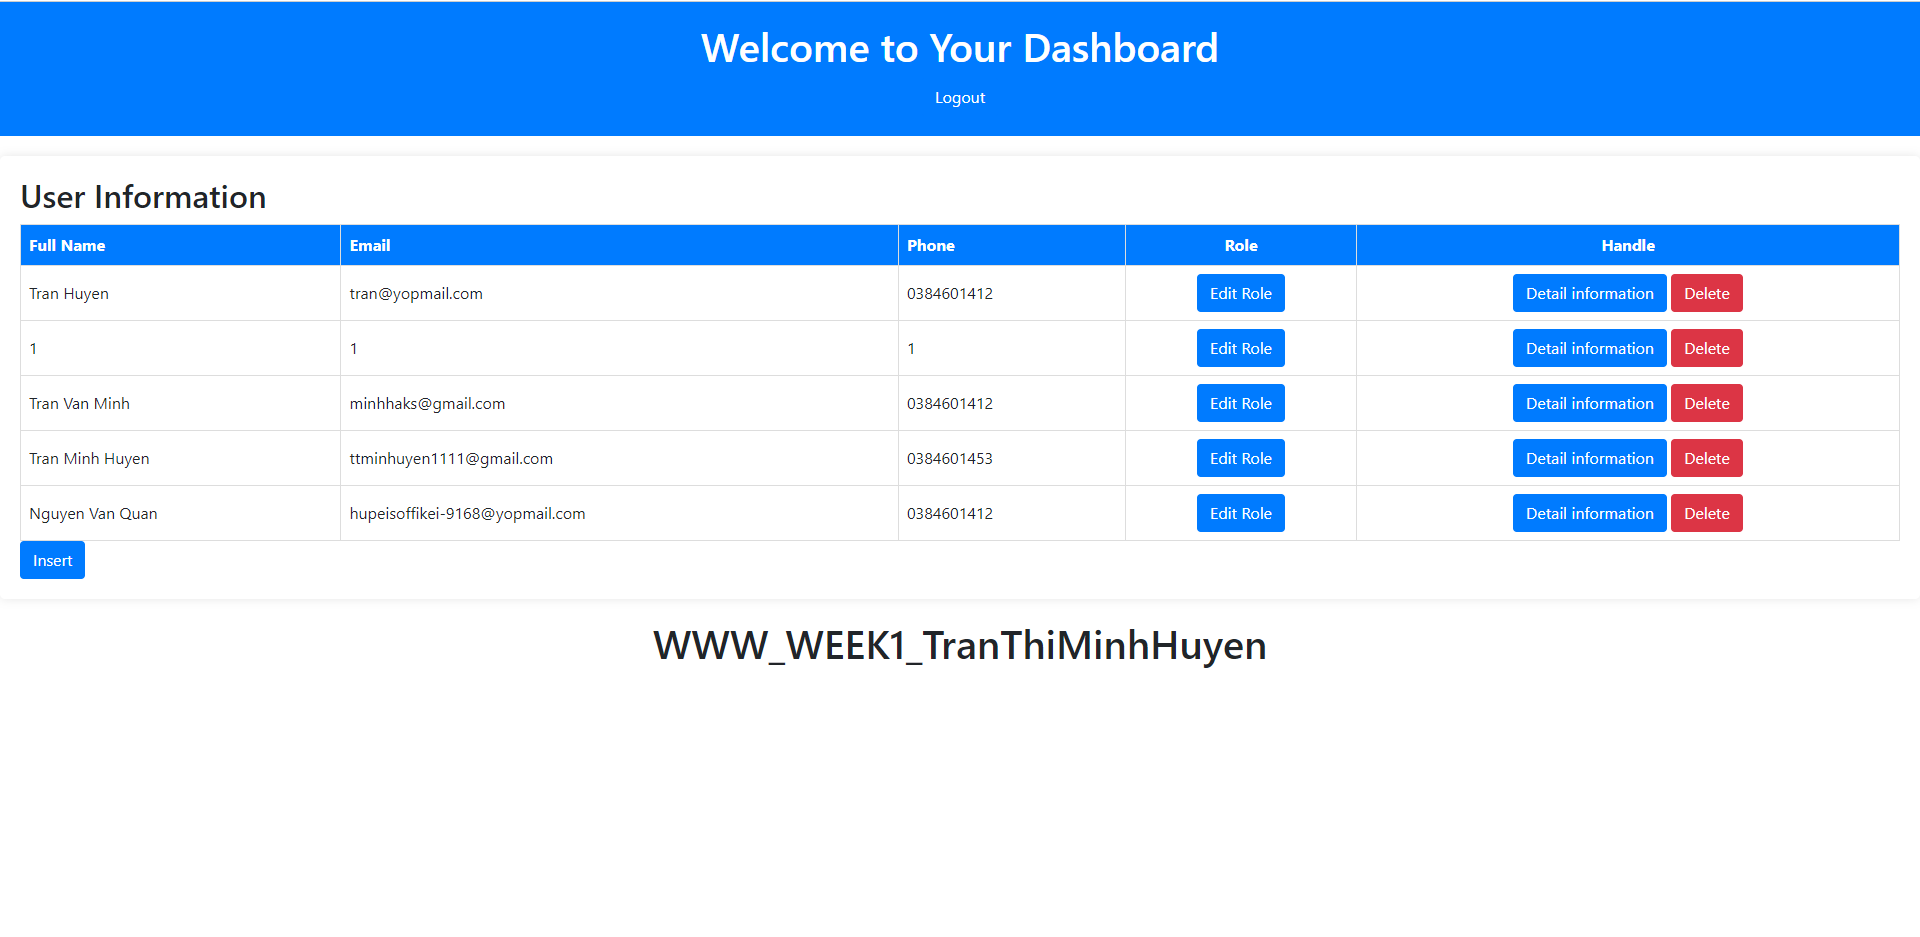 Welcome to Your Dashboard
Logout
User Information
Full Name Email Phone Role Handle
Tran Huyen tran@yopmail.com 0384601412 Edit Role Detail information Delete
1 1 1 Edit Role Detail information Delete
Tran Van Minh minhhaks@gmail.com 0384601412 Edit Role Detail information Delete
Tran Minh Huyen ttminhuyen1111@gmail.com 0384601453 Edit Role Detail information Delete
Nguyen Van Quan hupeisoffikei-9168@yopmail.com 0384601412 Edit Role Detail information Delete
Insert
WWW_WEEK1_TranThiMinhHuyen